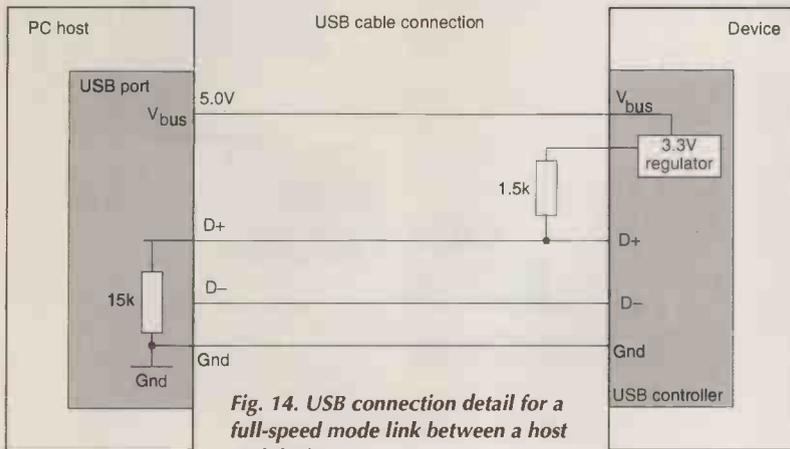 PC host
USB cable connection
Device
USB port
5.0V
Vbus
Vbus
3.3V
regulator
1.5k
D+
D+
15k
D–
D–
Gnd
Gnd
Gnd
USB controller
Fig. 14. USB connection detail for a
full-speed mode link between a host